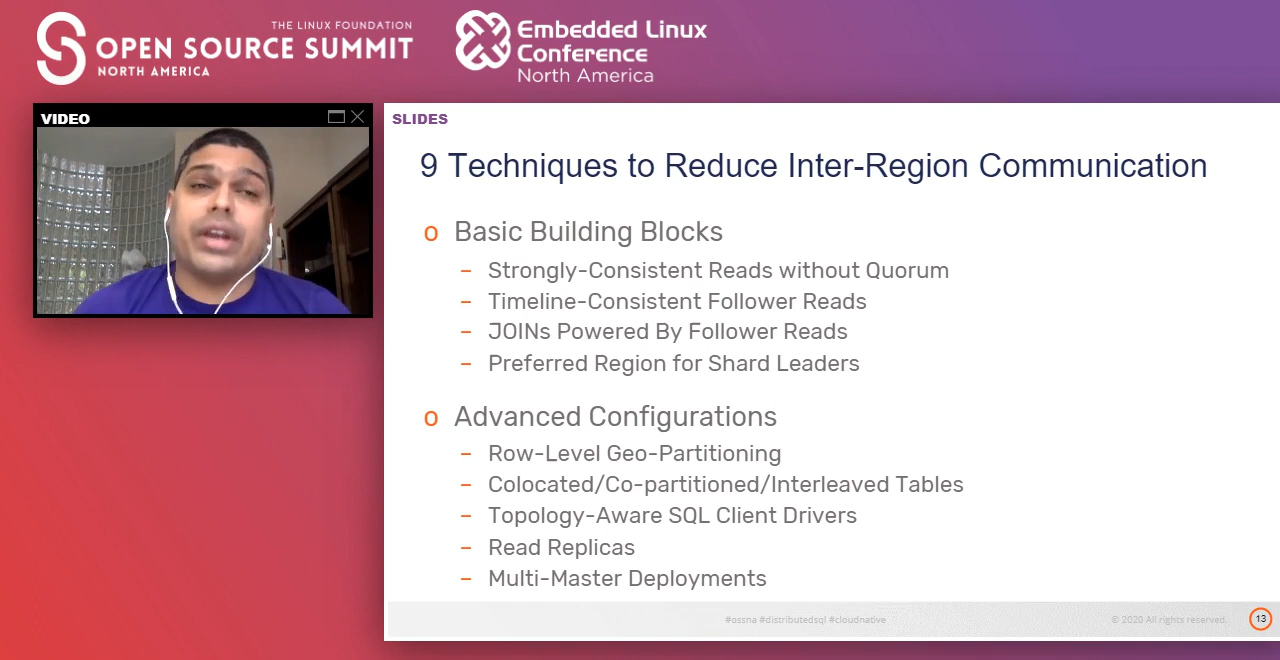 THE LINUX FOUNDATION
OPEN SOURCE SUMMIT
NORTH AMERICA
Embedded Linux
Conference
North America
VIDEO
SLIDES
9 Techniques to Reduce Inter-Region Communication
o Basic Building Blocks
– Strongly-Consistent Reads without Quorum
– Timeline-Consistent Follower Reads
– JOINs Powered By Follower Reads
– Preferred Region for Shard Leaders
o Advanced Configurations
– Row-Level Geo-Partitioning
– Colocated/Co-partitioned/Interleaved Tables
– Topology-Aware SQL Client Drivers
– Read Replicas
– Multi-Master Deployments
#ossna #distributedsql #cloudnative
© 2020 All rights reserved.
13